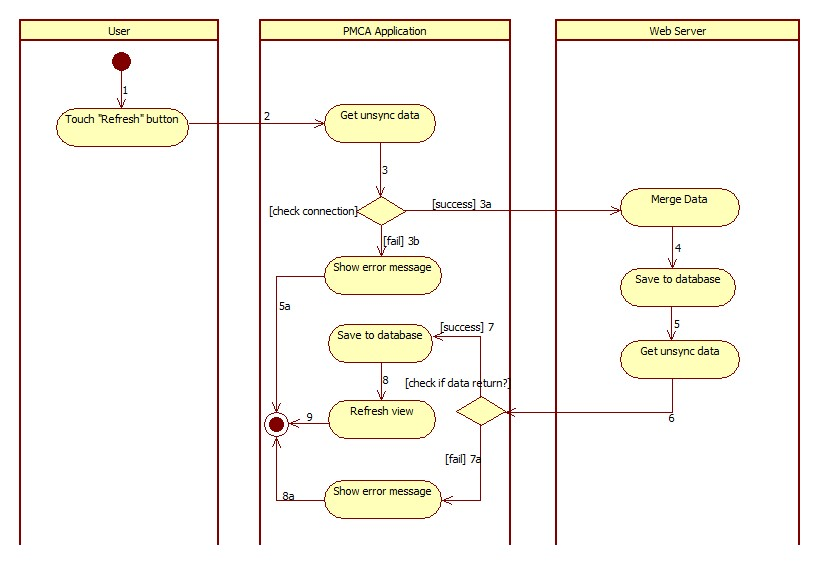 User
PMCA Application
Web Server
1
Touch "Refresh" button
2
Get unsync data
3
[check connection]
[success] 3a
Merge Data
[fail] 3b
4
Show error message
Save to database
5a
5
[success] 7
Save to database
Get unsync data
8
[check if data return?]
Refresh view
9
6
[fail] 7a
Show error message
8a